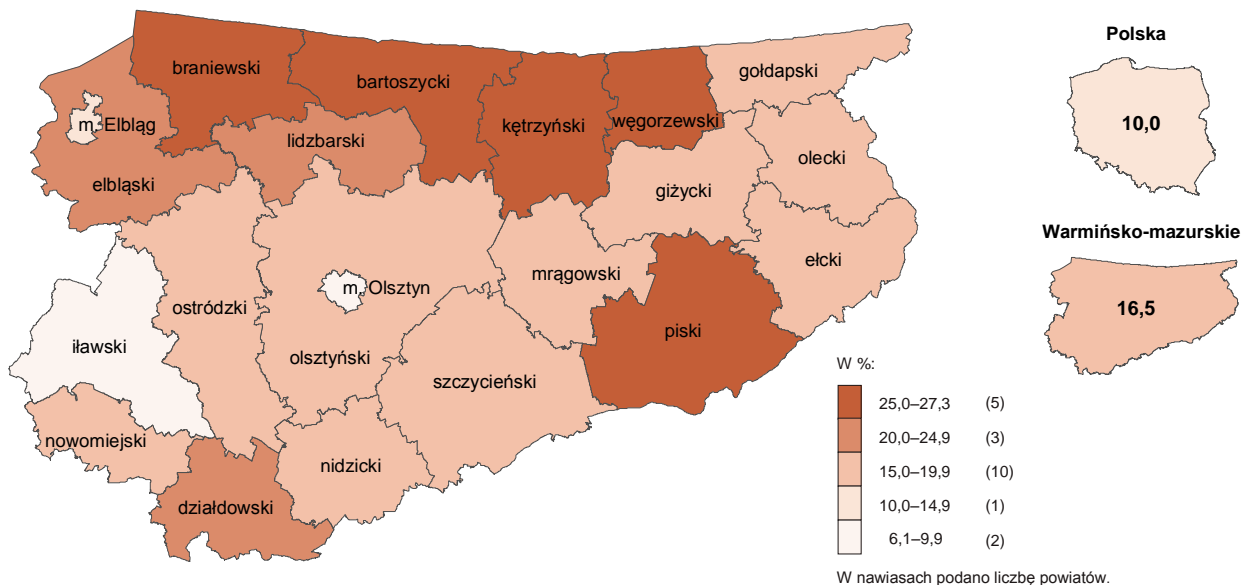 braniewski
bartoszycki
gołdapski
m. Elbląg
kętrzyński
węgorzewski
lidzbarski
olecki
elbląski
giżycki
ełcki
mrągowski
m. Olsztyn
ostródzki
piski
iławski
olsztyński
szczycieński
nowomiejski
nidzicki
działdowski
Polska
10,0
Warmińsko-mazurskie
16,5
W %:
25,0–27,3 (5)
20,0–24,9 (3)
15,0–19,9 (10)
10,0–14,9 (1)
6,1–9,9 (2)
W nawiasach podano liczbę powiatów.